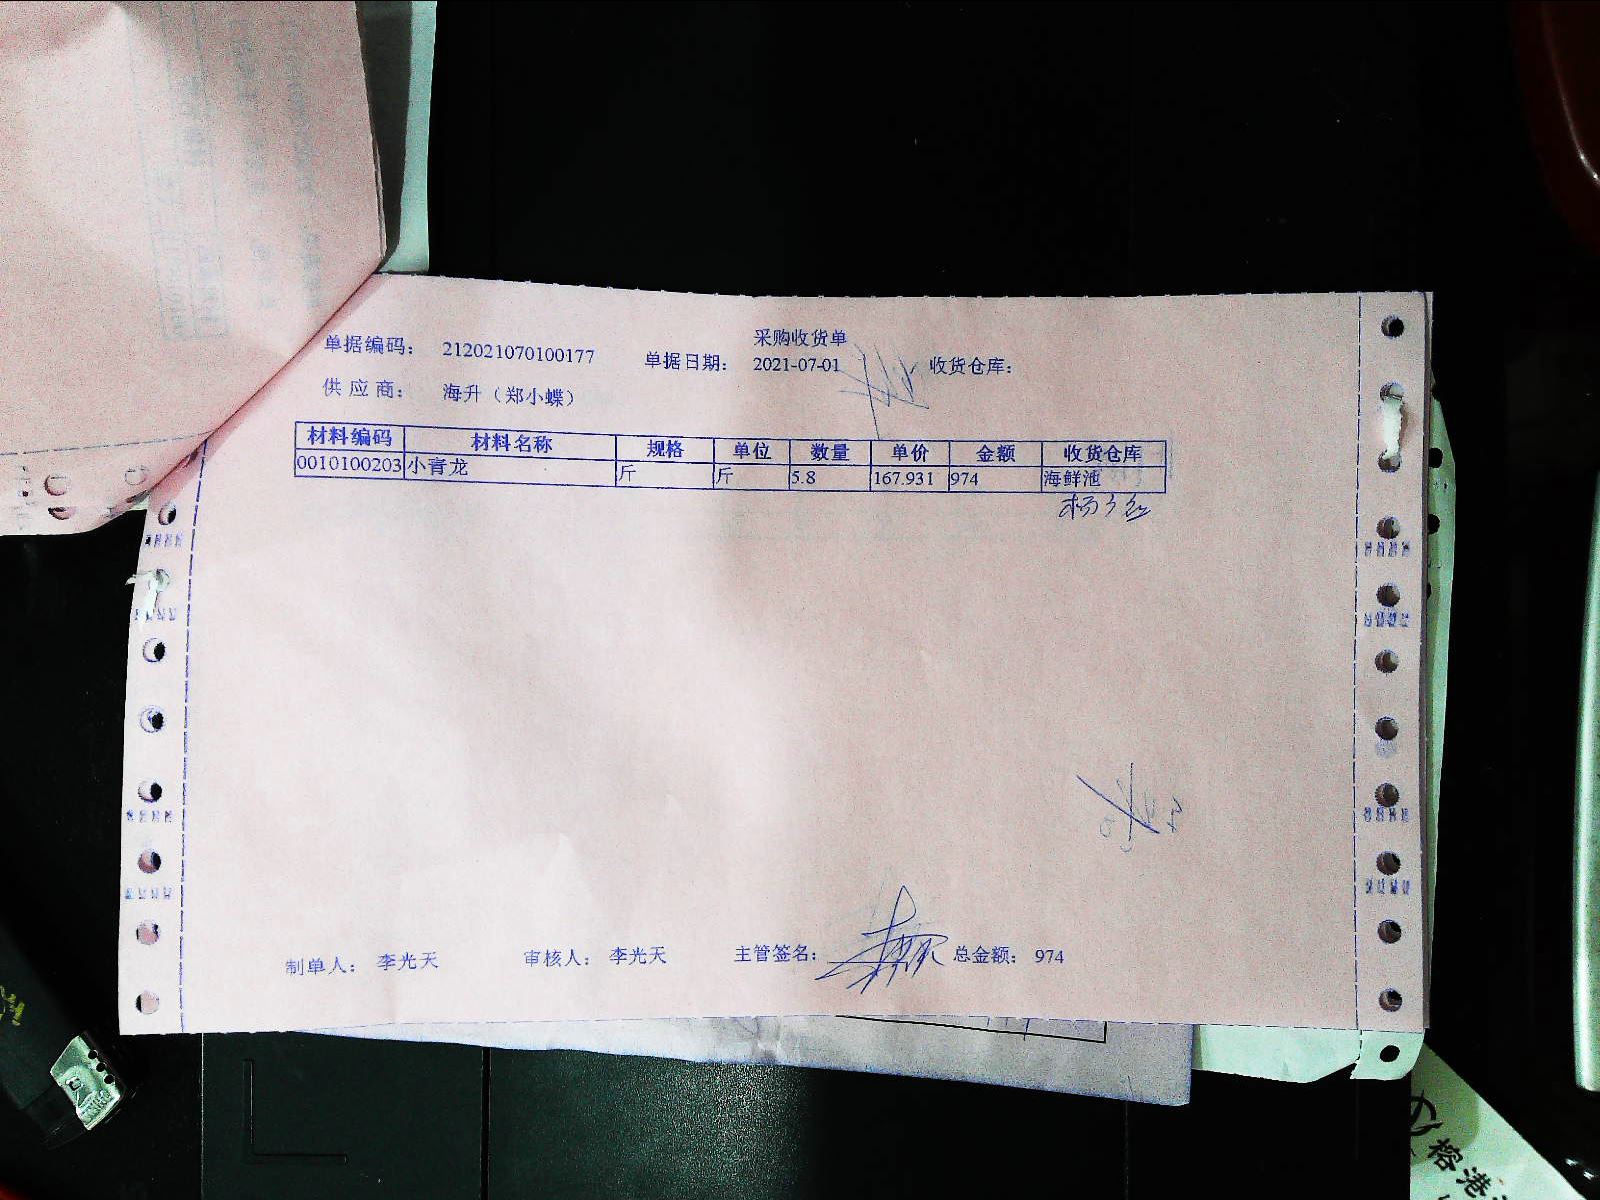 采购收货单
单据编码： 212021070100177 单据日期： 2021-07-01 收货仓库：
供 应 商： 海升（郑小蝶）
材料编码 材料名称 规格 单位 数量 单价 金额 收货仓库
0010100203 小青龙 斤 斤 5.8 167.931 974 海鲜池
制单人： 李光天 审核人： 李光天 主管签名： 总金额： 974
榕港